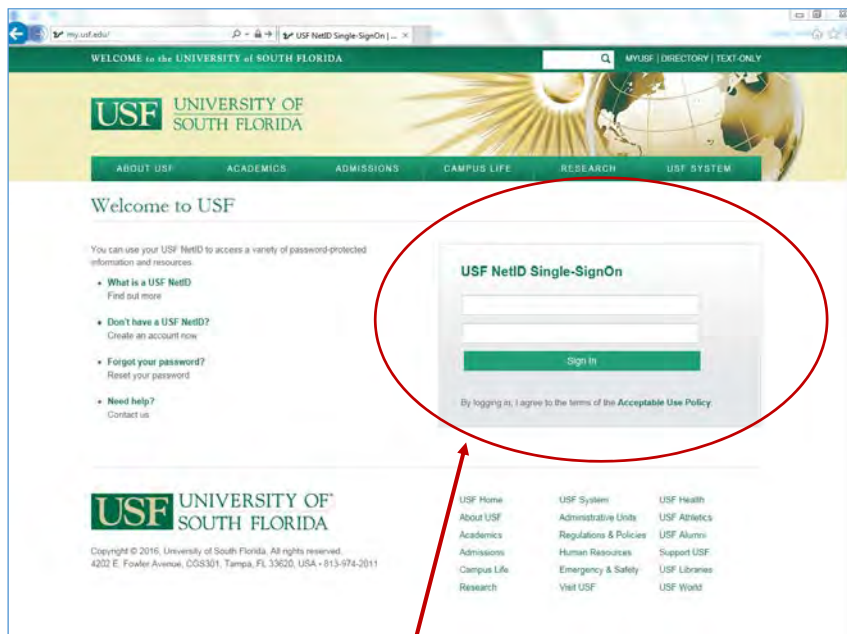 my.usf.edu/
USF NetID Single-SignOn | ...
WELCOME to the UNIVERSITY of SOUTH FLORIDA
MYUSF | DIRECTORY | TEXT-ONLY
USF UNIVERSITY OF
SOUTH FLORIDA
ABOUT USF ACADEMICS ADMISSIONS CAMPUS LIFE RESEARCH USF SYSTEM
Welcome to USF
You can use your USF NetID to access a variety of password-protected
information and resources.
• What is a USF NetID
Find out more
• Don't have a USF NetID?
Create an account now
• Forgot your password?
Reset your password
• Need help?
Contact us
USF NetID Single-SignOn
Sign In
By logging in, I agree to the terms of the Acceptable Use Policy.
USF UNIVERSITY OF
SOUTH FLORIDA
Copyright © 2016, University of South Florida. All rights reserved.
4202 E. Fowler Avenue, CGS301, Tampa, FL 33620, USA • 813-974-2011
USF Home USF System USF Health
About USF Administrative Units USF Athletics
Academics Regulations & Policies USF Alumni
Admissions Human Resources Support USF
Campus Life Emergency & Safety USF Libraries
Research Visit USF USF World